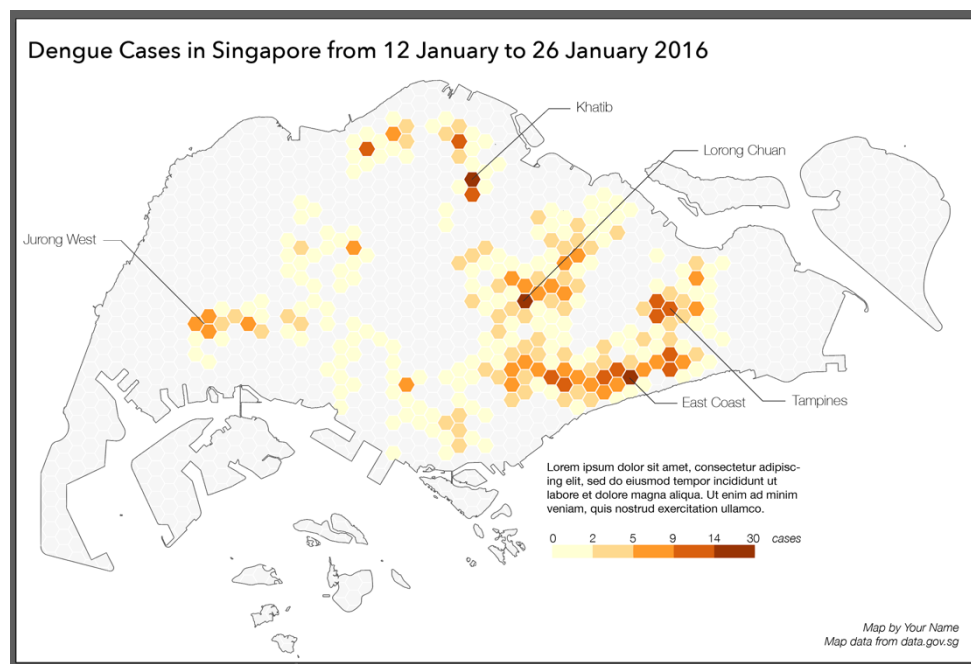 Dengue Cases in Singapore from 12 January to 26 January 2016
Khatib
Lorong Chuan
Jurong West
East Coast
Tampines
Lorem ipsum dolor sit amet, consectetur adipisc-
ing elit, sed do eiusmod tempor incididunt ut
labore et dolore magna aliqua. Ut enim ad minim
veniam, quis nostrud exercitation ullamco.
0 2 5 9 14 30 cases
Map by Your Name
Map data from data.gov.sg